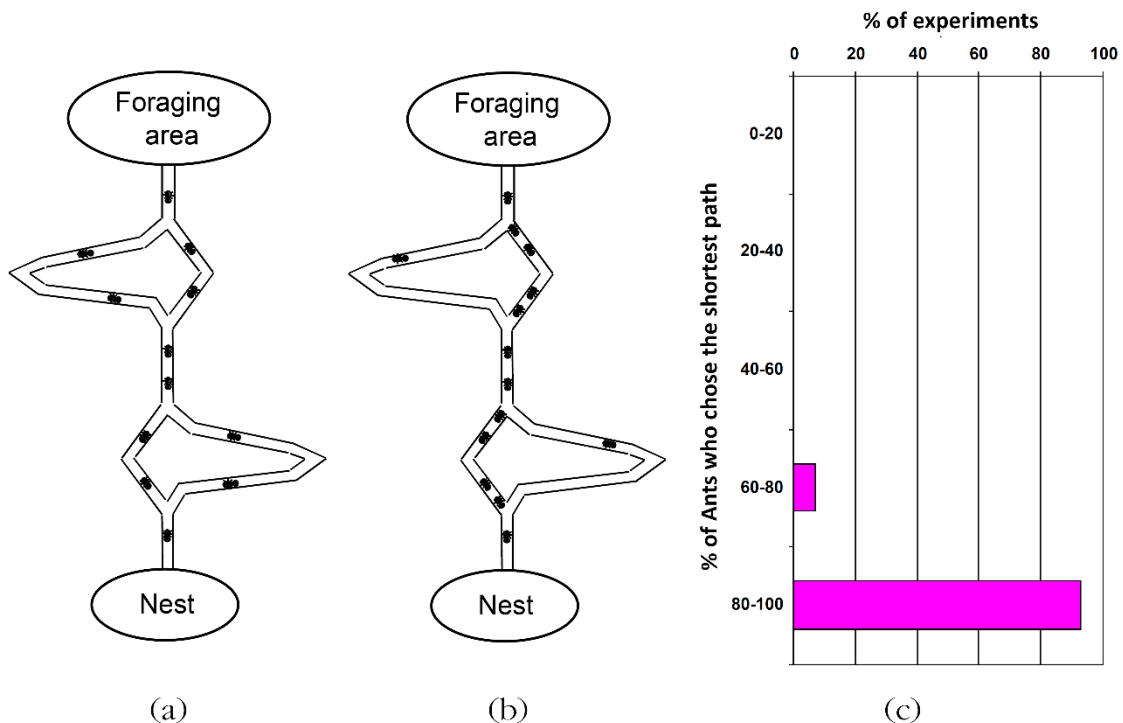 Foraging
area
Nest
(a)
Foraging
area
Nest
(b)
% of experiments
0 20 40 60 80 100
% of Ants who chose the shortest path
0-20
20-40
40-60
60-80
80-100
(c)